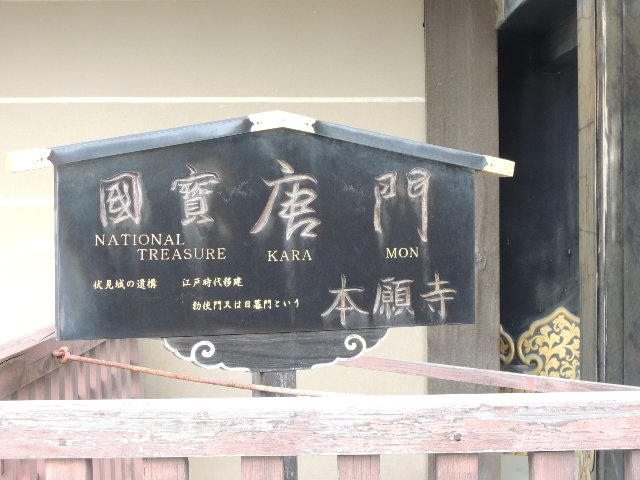 國寶 唐門
NATIONAL
TREASURE KARA MON
伏見城の遺構 江戸時代移建
勅使門又は日暮門という
本願寺